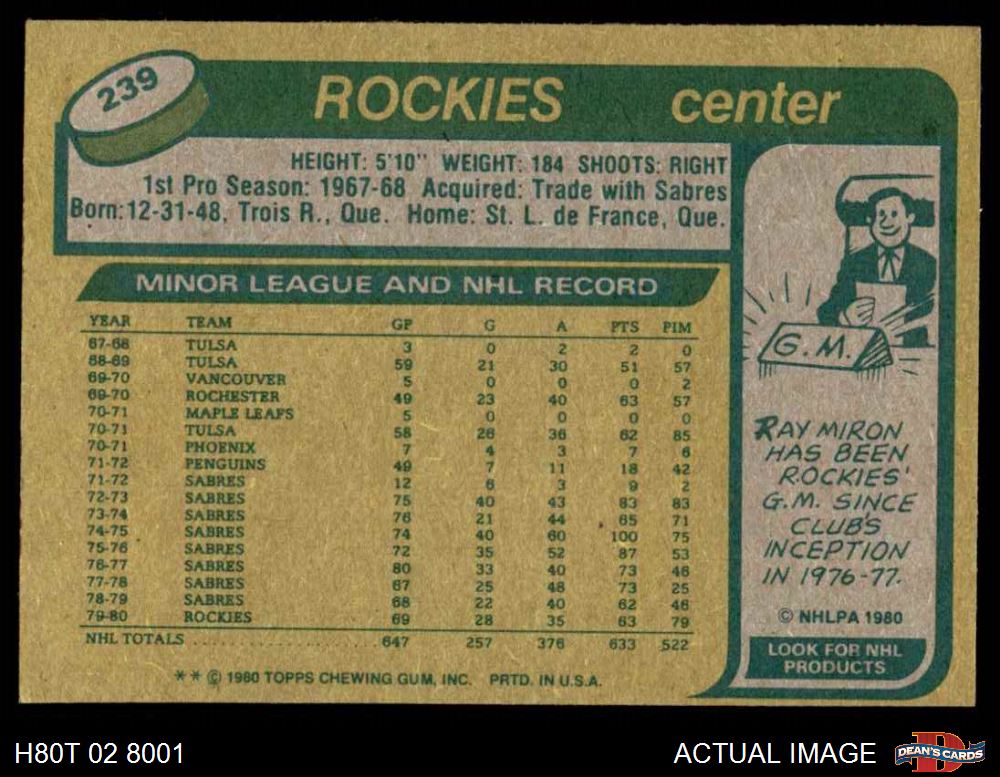 239
ROCKIES center
HEIGHT: 5'10" WEIGHT: 184 SHOOTS: RIGHT
1st Pro Season: 1967-68 Acquired: Trade with Sabres
Born:12-31-48, Trois R., Que. Home: St. L. de France, Que.
MINOR LEAGUE AND NHL RECORD
YEAR TEAM GP G A PTS PIM
67-68 TULSA 3 0 2 2 0
68-69 TULSA 59 21 30 51 57
69-70 VANCOUVER 5 0 0 0 2
69-70 ROCHESTER 49 23 40 63 57
70-71 MAPLE LEAFS 5 0 0 0 0
70-71 TULSA 58 26 36 62 85
70-71 PHOENIX 7 4 3 7 6
71-72 PENGUINS 49 7 11 18 42
71-72 SABRES 12 6 3 9 2
72-73 SABRES 75 40 43 83 83
73-74 SABRES 76 21 44 65 71
74-75 SABRES 74 40 60 100 75
75-76 SABRES 72 35 52 87 53
76-77 SABRES 80 33 40 73 46
77-78 SABRES 67 25 48 73 25
78-79 SABRES 68 22 40 62 46
79-80 ROCKIES 69 28 35 63 79
NHL TOTALS .................... 647 257 376 633 522
** © 1980 TOPPS CHEWING GUM, INC. PRTD. IN U.S.A.
G.M.
RAY MIRON
HAS BEEN
ROCKIES'
G.M. SINCE
CLUB'S
INCEPTION
IN 1976-77.
© NHLPA 1980
LOOK FOR NHL
PRODUCTS
H80T 02 8001
ACTUAL IMAGE
D
DEAN'S CARDS